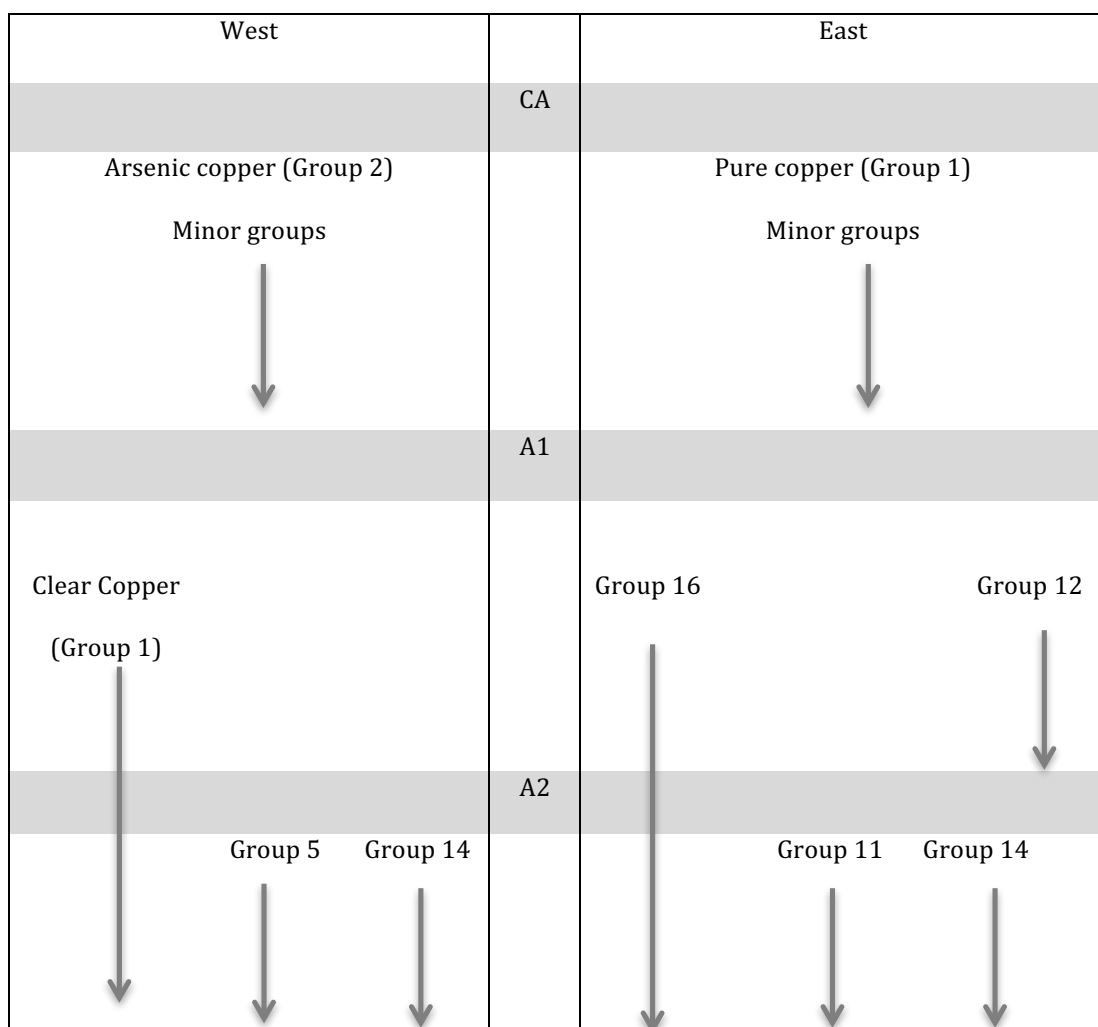 West
East
CA
Arsenic copper (Group 2)
Pure copper (Group 1)
Minor groups
Minor groups
A1
Clear Copper
(Group 1)
Group 16
Group 12
A2
Group 5
Group 14
Group 11
Group 14